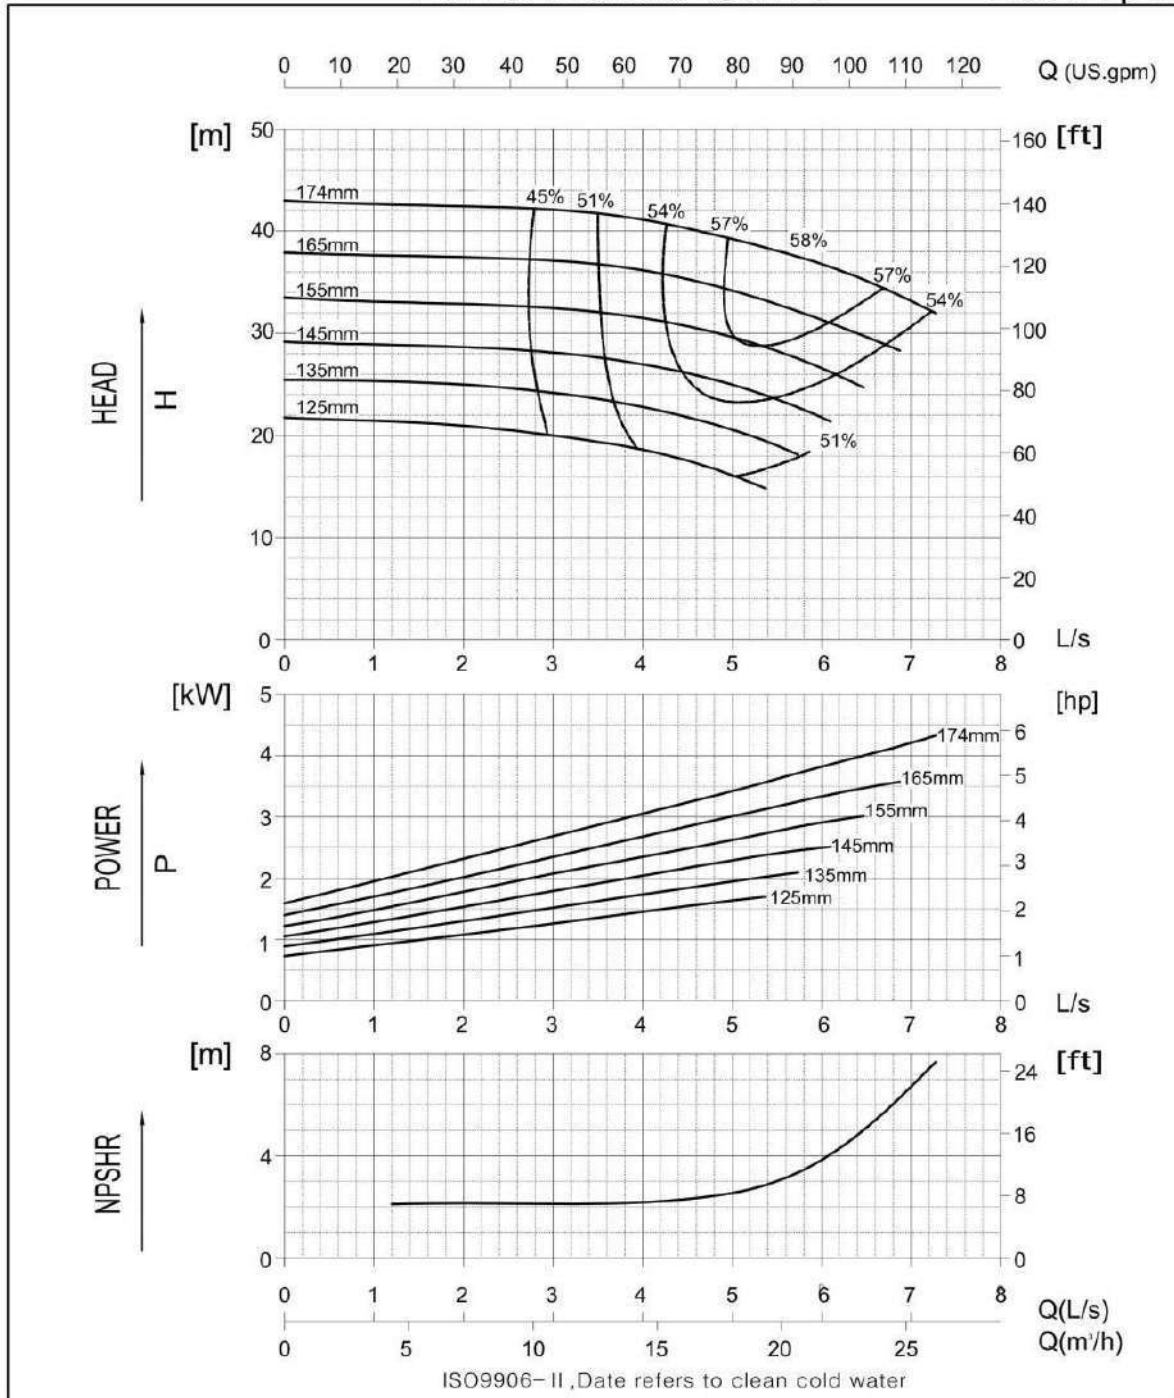 0 10 20 30 40 50 60 70 80 90 100 110 120 Q (US.gpm)
[m] 50 160 [ft]
174mm 45% 51% 54% 57% 58% 57% 54%
40 140
165mm 120
155mm
30 100
145mm
135mm 80
125mm
20 51% 60
10 40
20
0 0 L/s
0 1 2 3 4 5 6 7 8
HEAD H
[kW] 5 [hp]
174mm 6
4 165mm 5
3 155mm 4
145mm 3
2 135mm
125mm 2
1 1
0 0 L/s
0 1 2 3 4 5 6 7 8
POWER P
[m] 8 24 [ft]
16
4
8
0 0
NPSHR
0 1 2 3 4 5 6 7 8 Q(L/s)
0 5 10 15 20 25 Q(m³/h)
ISO9906-II ,Date refers to clean cold water